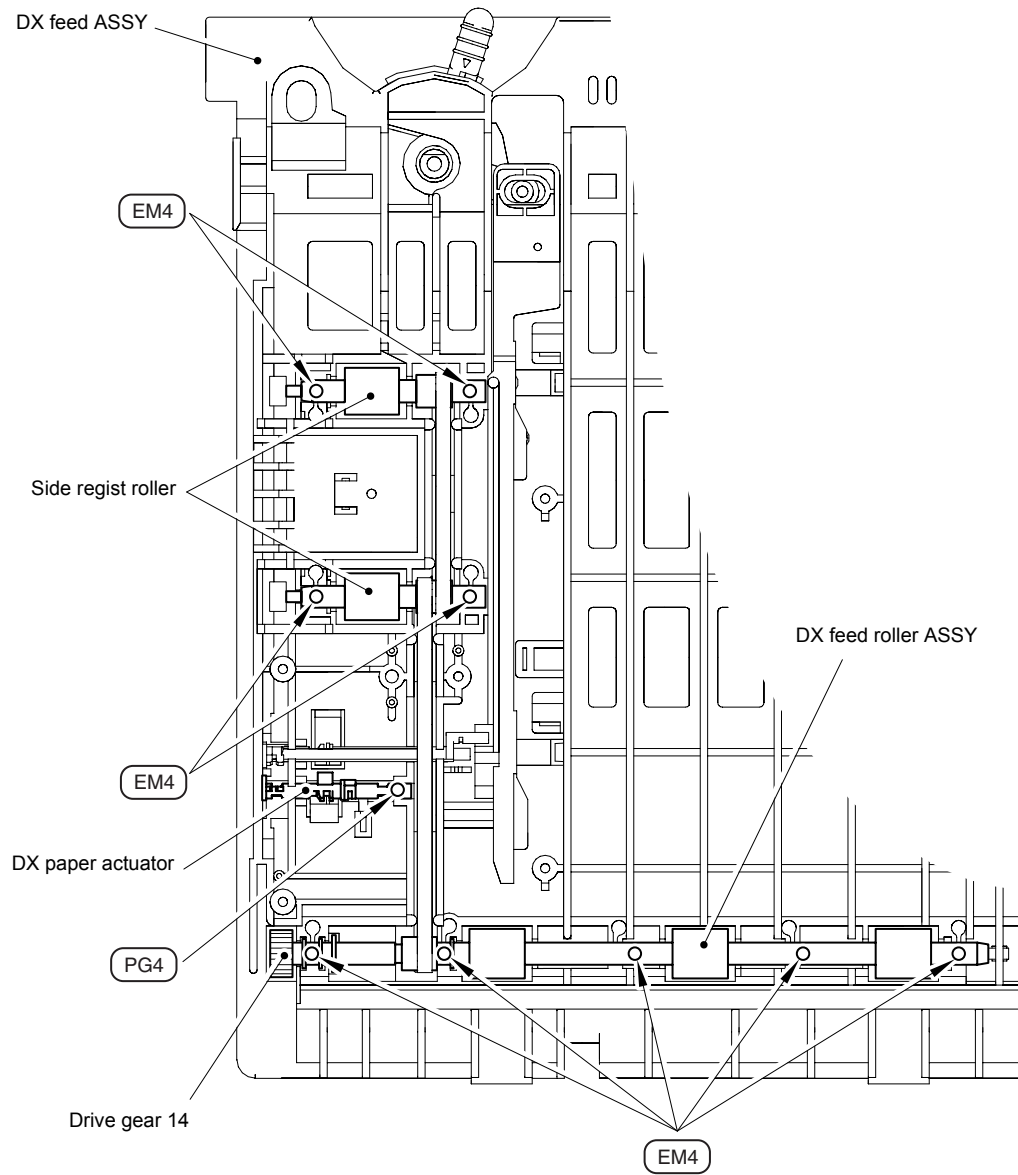 DX feed ASSY
EM4
Side regist roller
DX feed roller ASSY
EM4
DX paper actuator
PG4
Drive gear 14
EM4